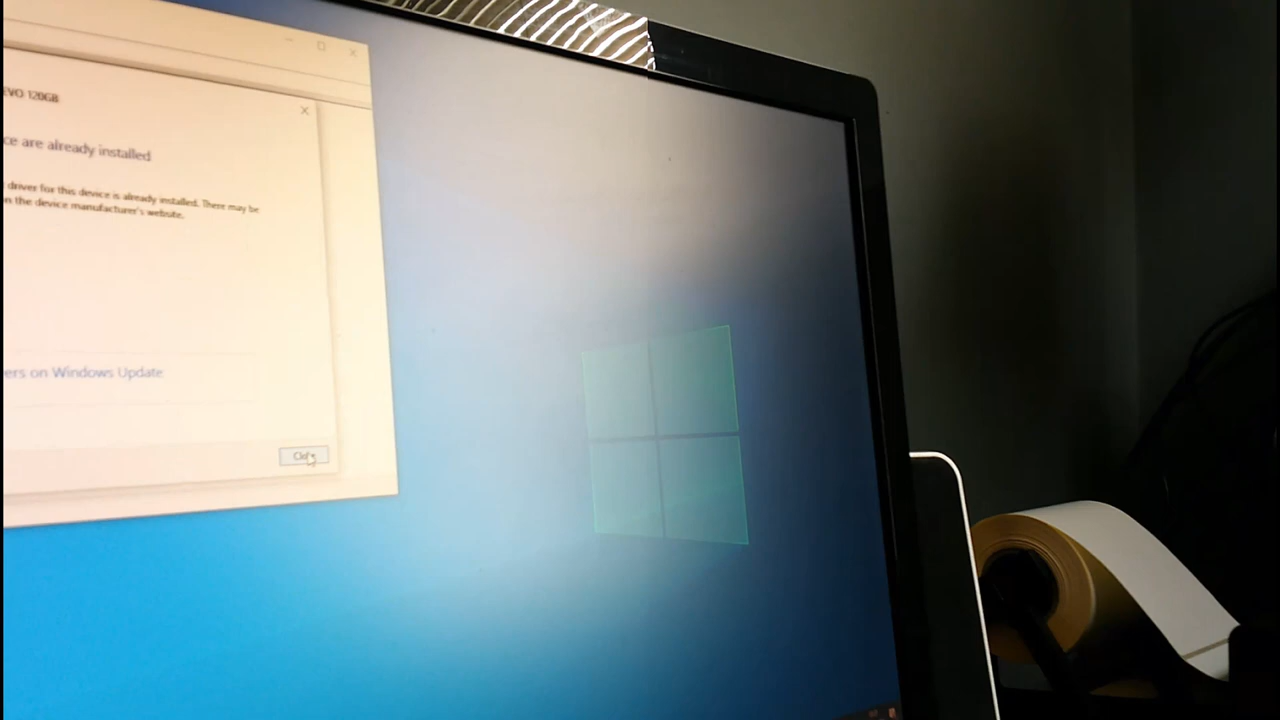 EVO 120GB
ce are already installed
driver for this device is already installed. There may be
n the device manufacturer's website.
ers on Windows Update
Close